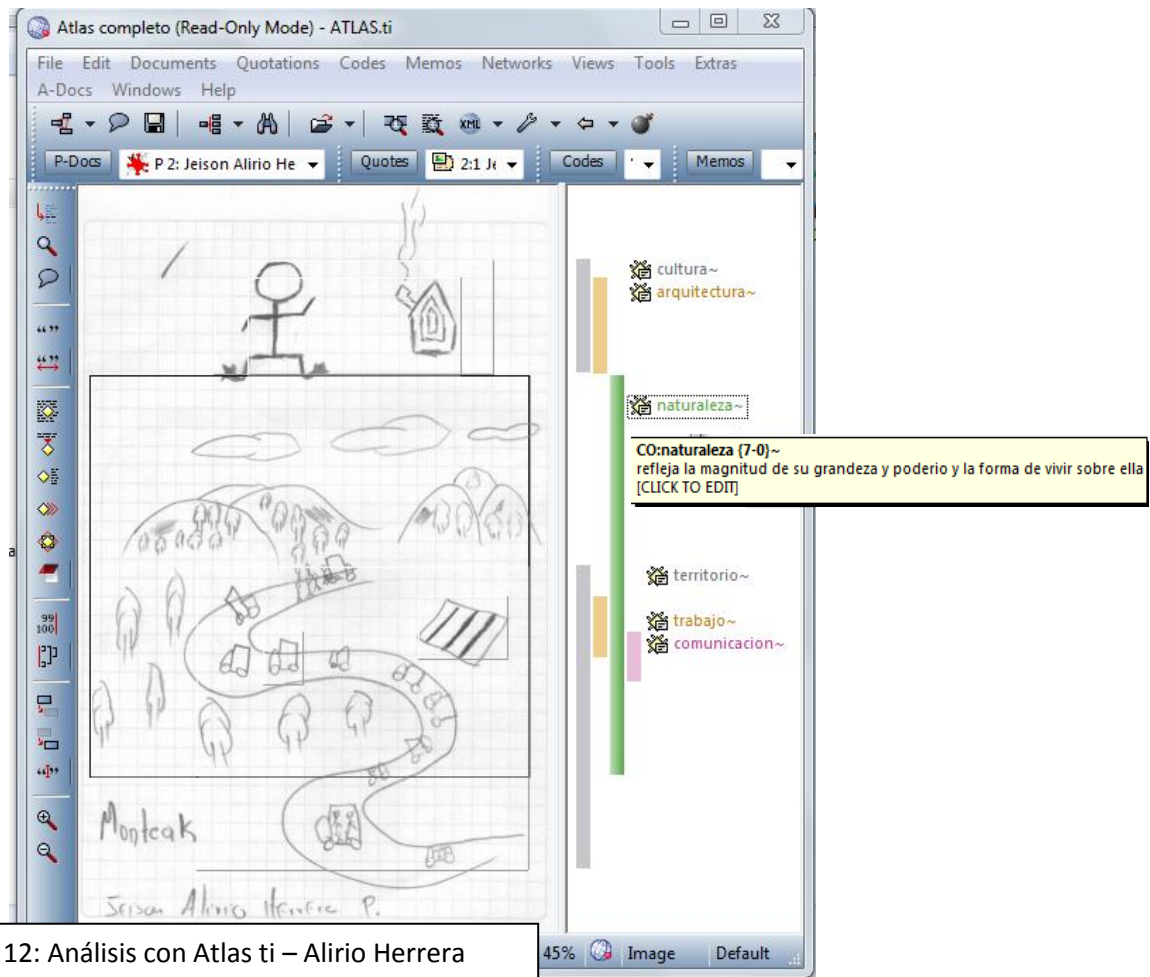 Atlas completo (Read-Only Mode) - ATLAS.ti
File Edit Documents Quotations Codes Memos Networks Views Tools Extras
A-Docs Windows Help
XML
P-Docs P 2: Jeison Alirio He Quotes 2:1 Je Codes Memos
cultura~
arquitectura~
naturaleza~
CO:naturaleza {7-0}~
refleja la magnitud de su grandeza y poderio y la forma de vivir sobre ella
[CLICK TO EDIT]
territorio~
trabajo~
comunicacion~
99
100
Monteak
Jeison Alirio Herrera P.
12: Análisis con Atlas ti – Alirio Herrera
45% Image Default